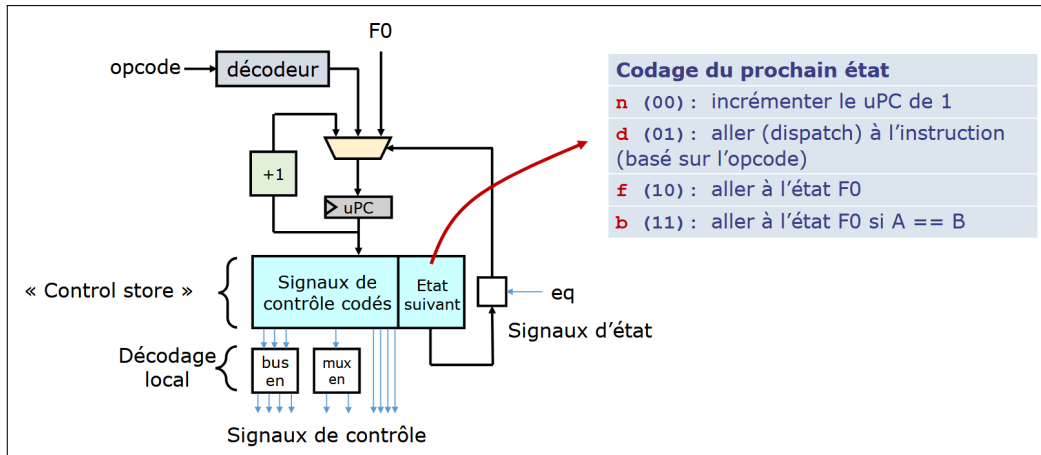 F0
opcode
décodeur
+1
uPC
« Control store »
Signaux de
contrôle codés
Etat
suivant
eq
Signaux d'état
Décodage
local
bus
en
mux
en
Signaux de contrôle
Codage du prochain état
n (00) : incrémenter le uPC de 1
d (01) : aller (dispatch) à l'instruction
(basé sur l'opcode)
f (10) : aller à l'état F0
b (11) : aller à l'état F0 si A == B